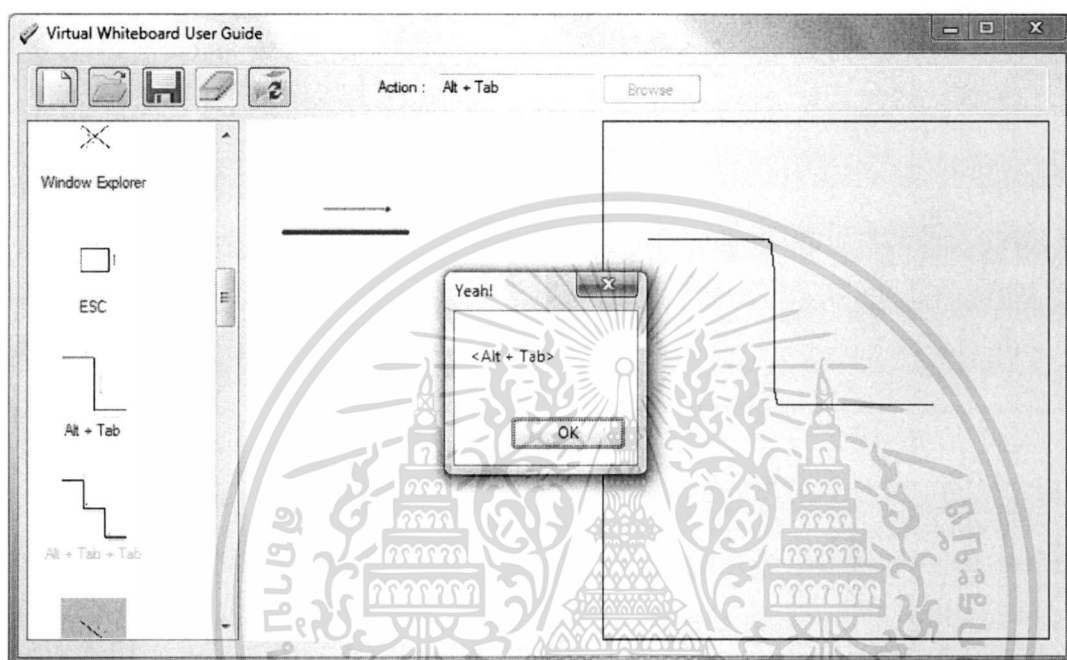 Virtual Whiteboard User Guide
Action : Alt + Tab
Browse
Window Explorer
ESC
Alt + Tab
Alt + Tab + Tab
Yeah!
<Alt + Tab>
OK